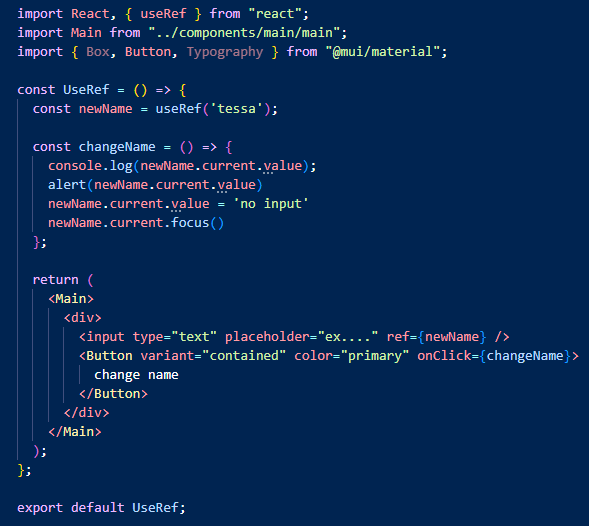 import React, { useRef } from "react";
import Main from "../components/main/main";
import { Box, Button, Typography } from "@mui/material";

const UseRef = () => {
  const newName = useRef('tessa');

  const changeName = () => {
    console.log(newName.current.value);
    alert(newName.current.value)
    newName.current.value = 'no input'
    newName.current.focus()
  };

  return (
    <Main>
      <div>
        <input type="text" placeholder="ex...." ref={newName} />
        <Button variant="contained" color="primary" onClick={changeName}>
          change name
        </Button>
      </div>
    </Main>
  );
};

export default UseRef;